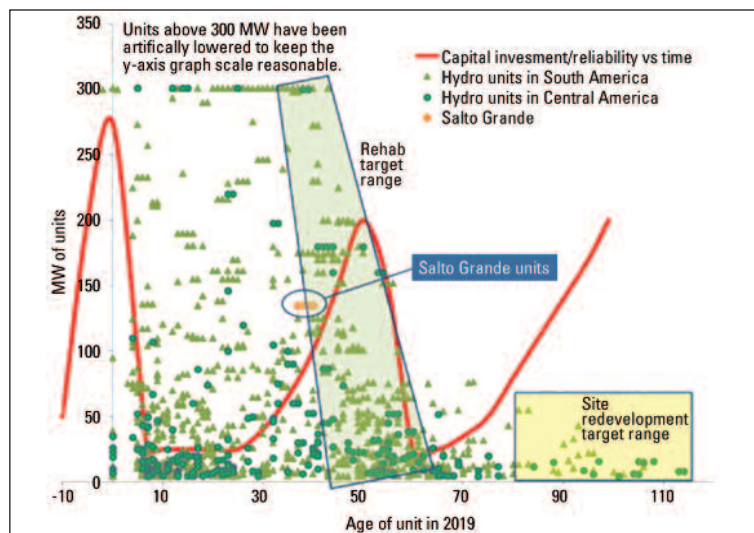 Units above 300 MW have been
artifically lowered to keep the
y-axis graph scale reasonable.
Capital invesment/reliability vs time
Hydro units in South America
Hydro units in Central America
Salto Grande
Rehab
target
range
Salto Grande units
Site
redevelopment
target range
MW of units
350
300
250
200
150
100
50
0
-10
10
30
50
70
90
110
Age of unit in 2019